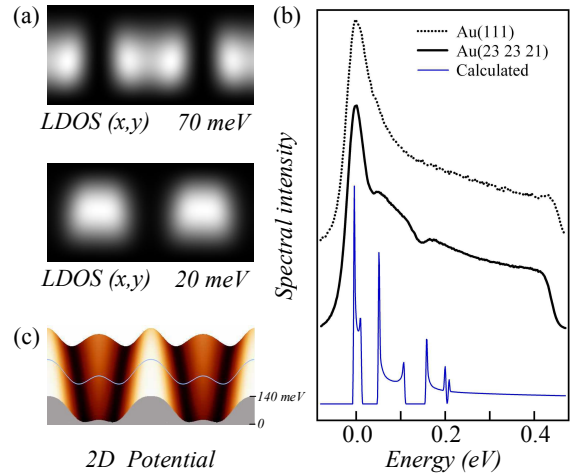 (a)
LDOS (x,y) 70 meV
LDOS (x,y) 20 meV
(c)
140 meV
0
2D Potential
(b)
Au(111)
Au(23 23 21)
Calculated
Spectral intensity
0.0 0.2 0.4
Energy (eV)